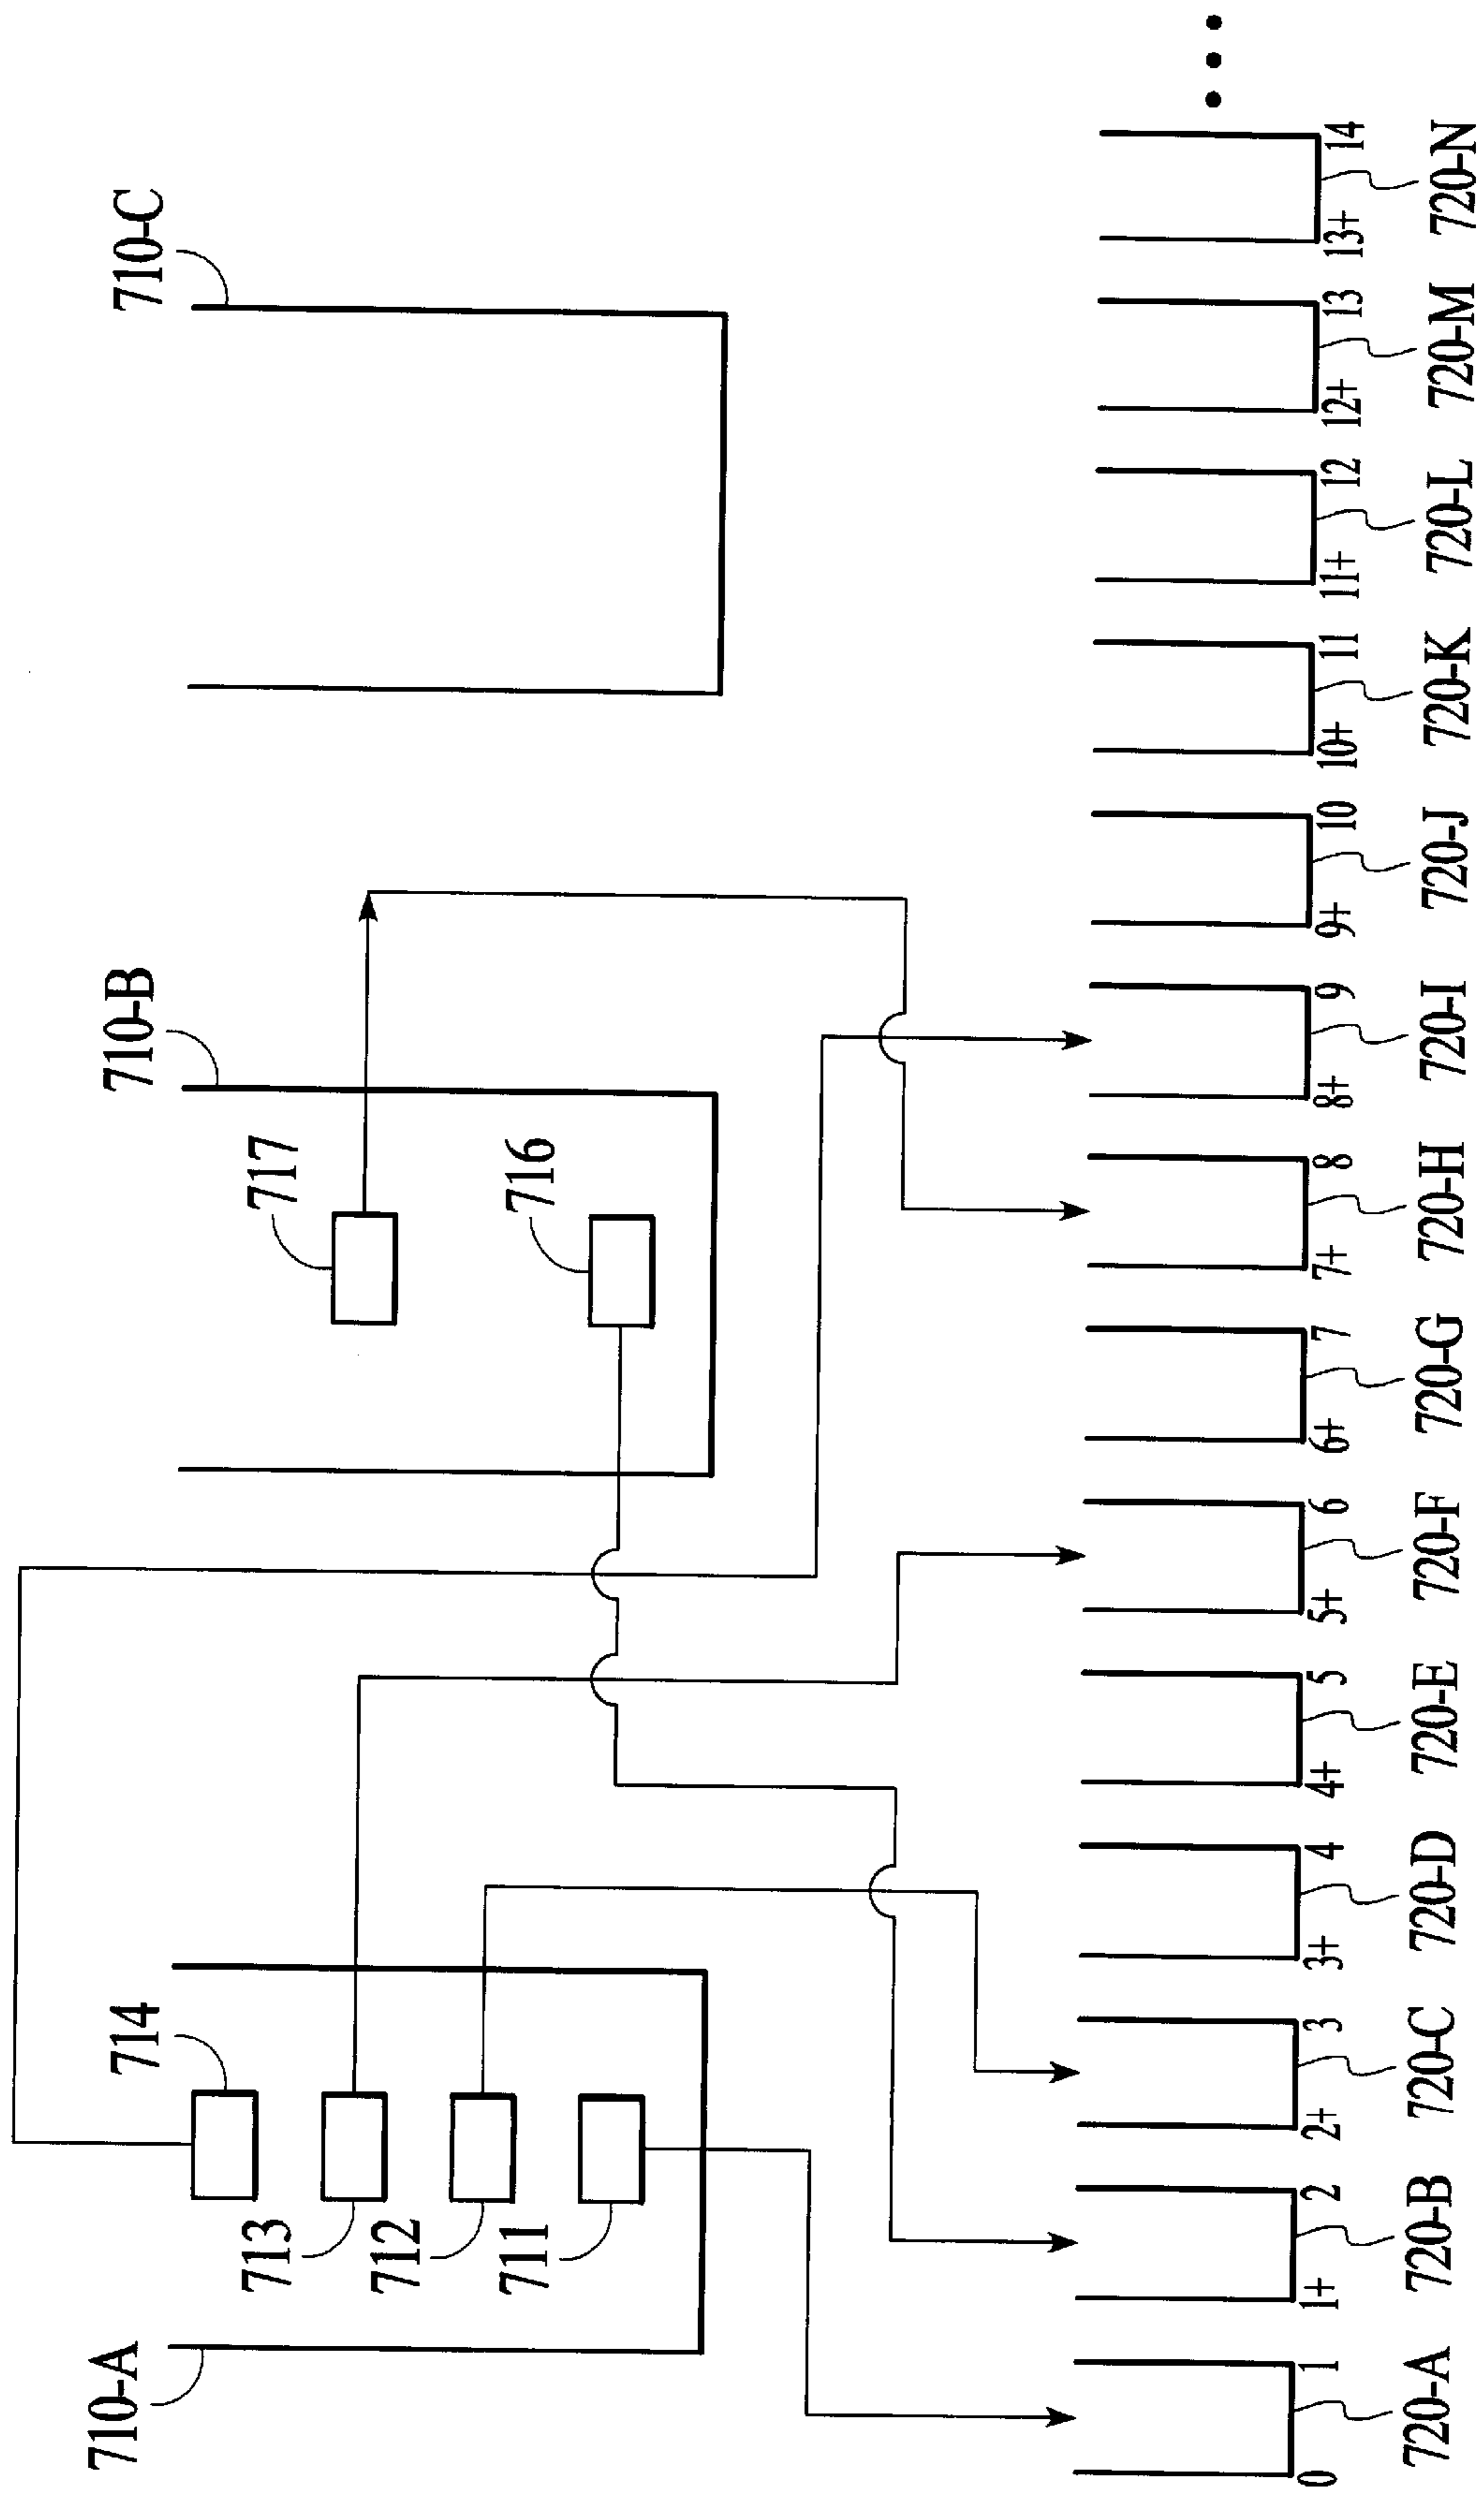 710-A
710-B
710-C
714
713
712
711
717
716
0 1 1+ 2 2+ 3 3+ 4 4+ 5 5+ 6 6+ 7 7+ 8 8+ 9 9+ 10 10+ 11 11+ 12 12+ 13 13+ 14
720-A 720-B 720-C 720-D 720-E 720-F 720-G 720-H 720-I 720-J 720-K 720-L 720-M 720-N